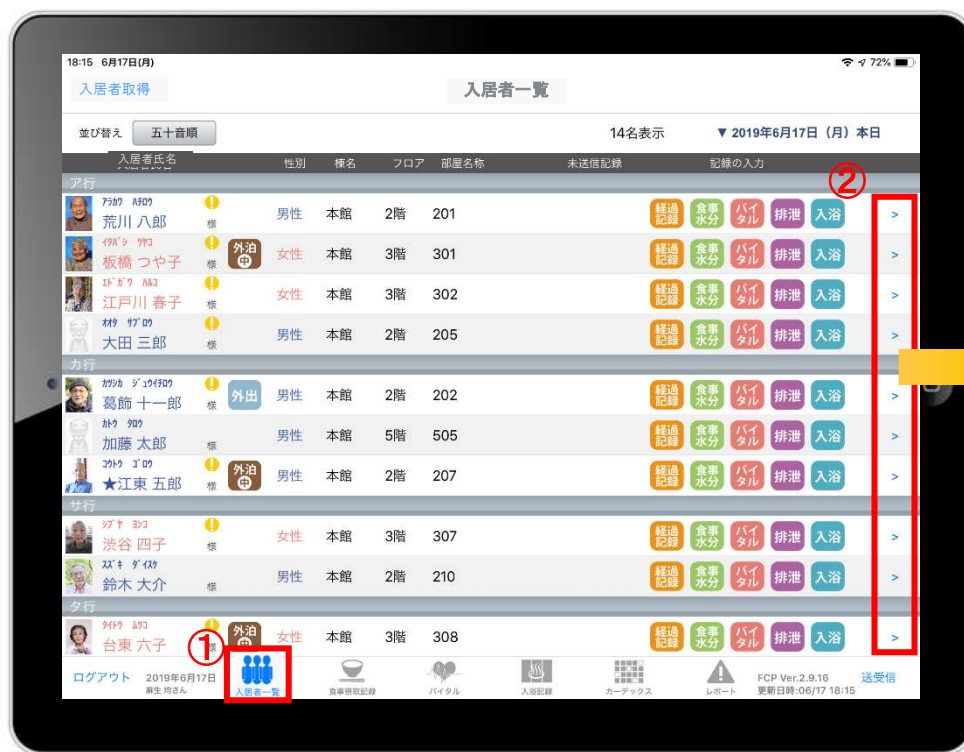 18:15 6月17日(月) 72%
入居者取得 入居者一覧
並び替え 五十音順 14名表示 ▼ 2019年6月17日（月）本日
入居者氏名 性別 棟名 フロア 部屋名称 未送信記録 記録の入力
②
ア行
アラカワ ハチロウ
荒川 八郎 様 男性 本館 2階 201 経過記録 食事水分 バイタル 排泄 入浴 >
イタバシ ツヤコ
板橋 つや子 様 外泊中 女性 本館 3階 301 経過記録 食事水分 バイタル 排泄 入浴 >
エドガワ ハルコ
江戸川 春子 様 女性 本館 3階 302 経過記録 食事水分 バイタル 排泄 入浴 >
オオタ サブロウ
大田 三郎 様 男性 本館 2階 205 経過記録 食事水分 バイタル 排泄 入浴 >
カ行
カツシカ ジュウイチロウ
葛飾 十一郎 様 外出 男性 本館 2階 202 経過記録 食事水分 バイタル 排泄 入浴 >
カトウ タロウ
加藤 太郎 様 男性 本館 5階 505 経過記録 食事水分 バイタル 排泄 入浴 >
コウトウ ゴロウ
★江東 五郎 様 外泊中 男性 本館 2階 207 経過記録 食事水分 バイタル 排泄 入浴 >
サ行
シブヤ ヨンコ
渋谷 四子 様 女性 本館 3階 307 経過記録 食事水分 バイタル 排泄 入浴 >
スズキ ダイスケ
鈴木 大介 様 男性 本館 2階 210 経過記録 食事水分 バイタル 排泄 入浴 >
タ行
タイトウ ムツコ
台東 六子 様 外泊中 女性 本館 3階 308 経過記録 食事水分 バイタル 排泄 入浴 >
①
ログアウト 2019年6月17日 麻生 均さん 入居者一覧 食事摂取記録 バイタル 入浴記録 カーデックス レポート FCP Ver.2.9.16 更新日時:06/17 18:15 送受信